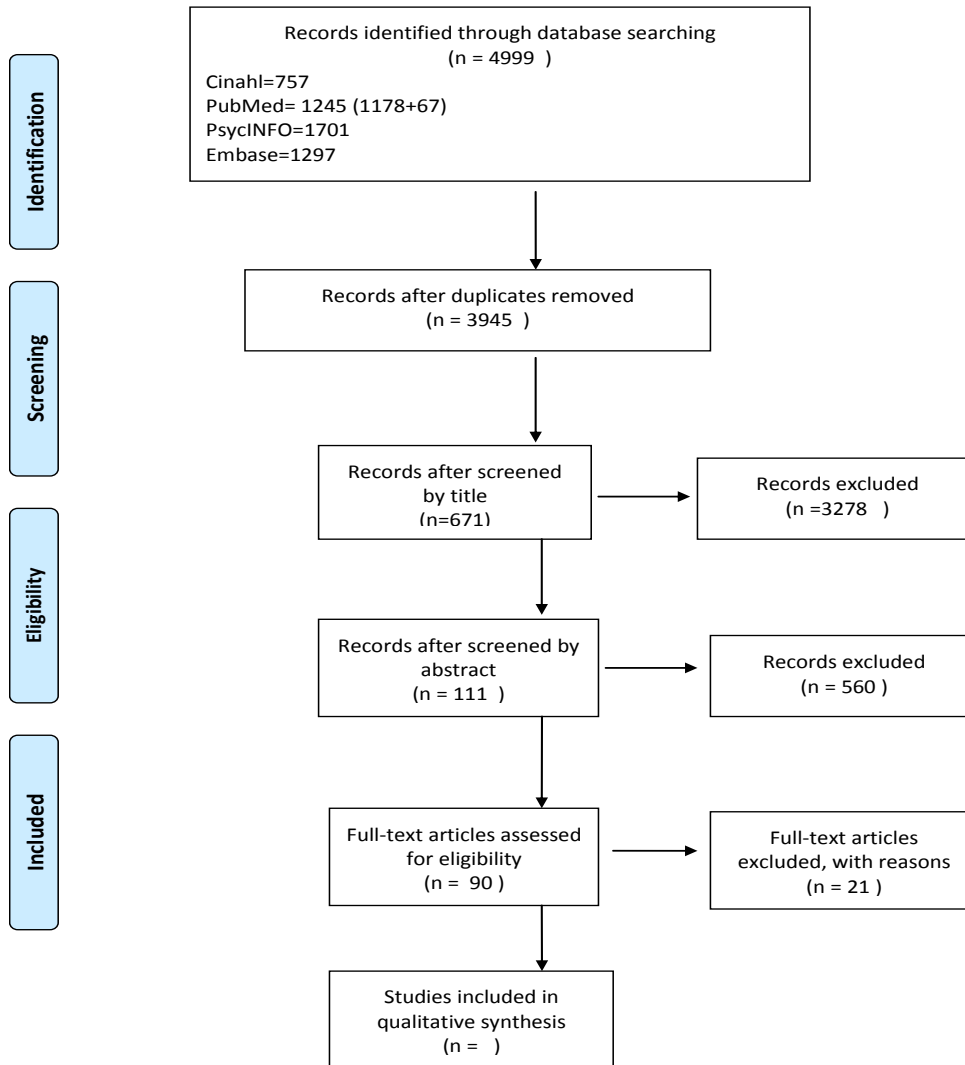 Identification
Records identified through database searching
(n = 4999 )
Cinahl=757
PubMed= 1245 (1178+67)
PsycINFO=1701
Embase=1297
Screening
Records after duplicates removed
(n = 3945 )
Records after screened
by title
(n=671)
Records excluded
(n =3278 )
Eligibility
Records after screened by
abstract
(n = 111 )
Records excluded
(n = 560 )
Included
Full-text articles assessed
for eligibility
(n = 90 )
Full-text articles
excluded, with reasons
(n = 21 )
Studies included in
qualitative synthesis
(n = )